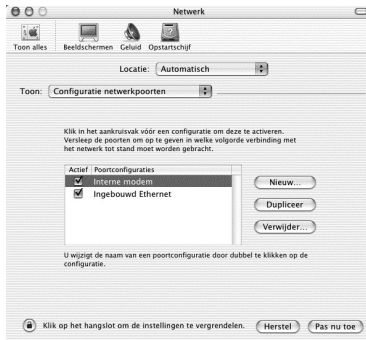 Netwerk
Toon alles Beeldschermen Geluid Opstartschijf
Locatie: Automatisch
Toon: Configuratie netwerkpoorten
Klik in het aankruisvak vóór een configuratie om deze te activeren.
Versleep de poorten om op te geven in welke volgorde verbinding met
het netwerk tot stand moet worden gebracht.
Actief Poortconfiguraties
Interne modem
Ingebouwd Ethernet
Nieuw...
Dupliceer
Verwijder...
U wijzigt de naam van een poortconfiguratie door dubbel te klikken op de
configuratie.
Klik op het hangslot om de instellingen te vergrendelen. Herstel Pas nu toe